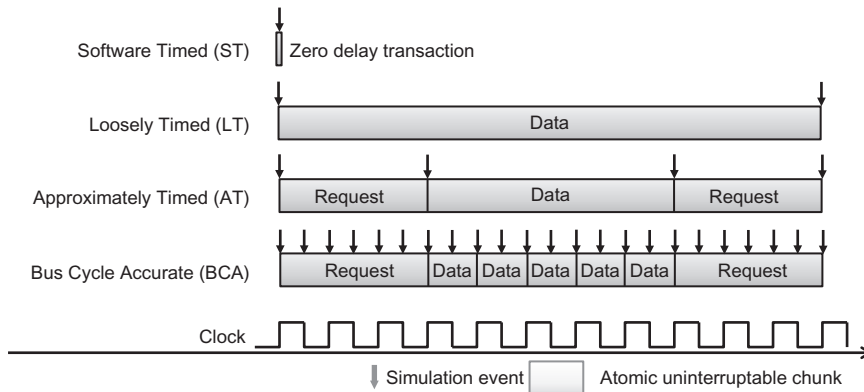 Software Timed (ST)
Zero delay transaction
Loosely Timed (LT)
Data
Approximately Timed (AT)
Request
Data
Request
Bus Cycle Accurate (BCA)
Request
Data
Data
Data
Data
Data
Request
Clock
Simulation event
Atomic uninterruptable chunk